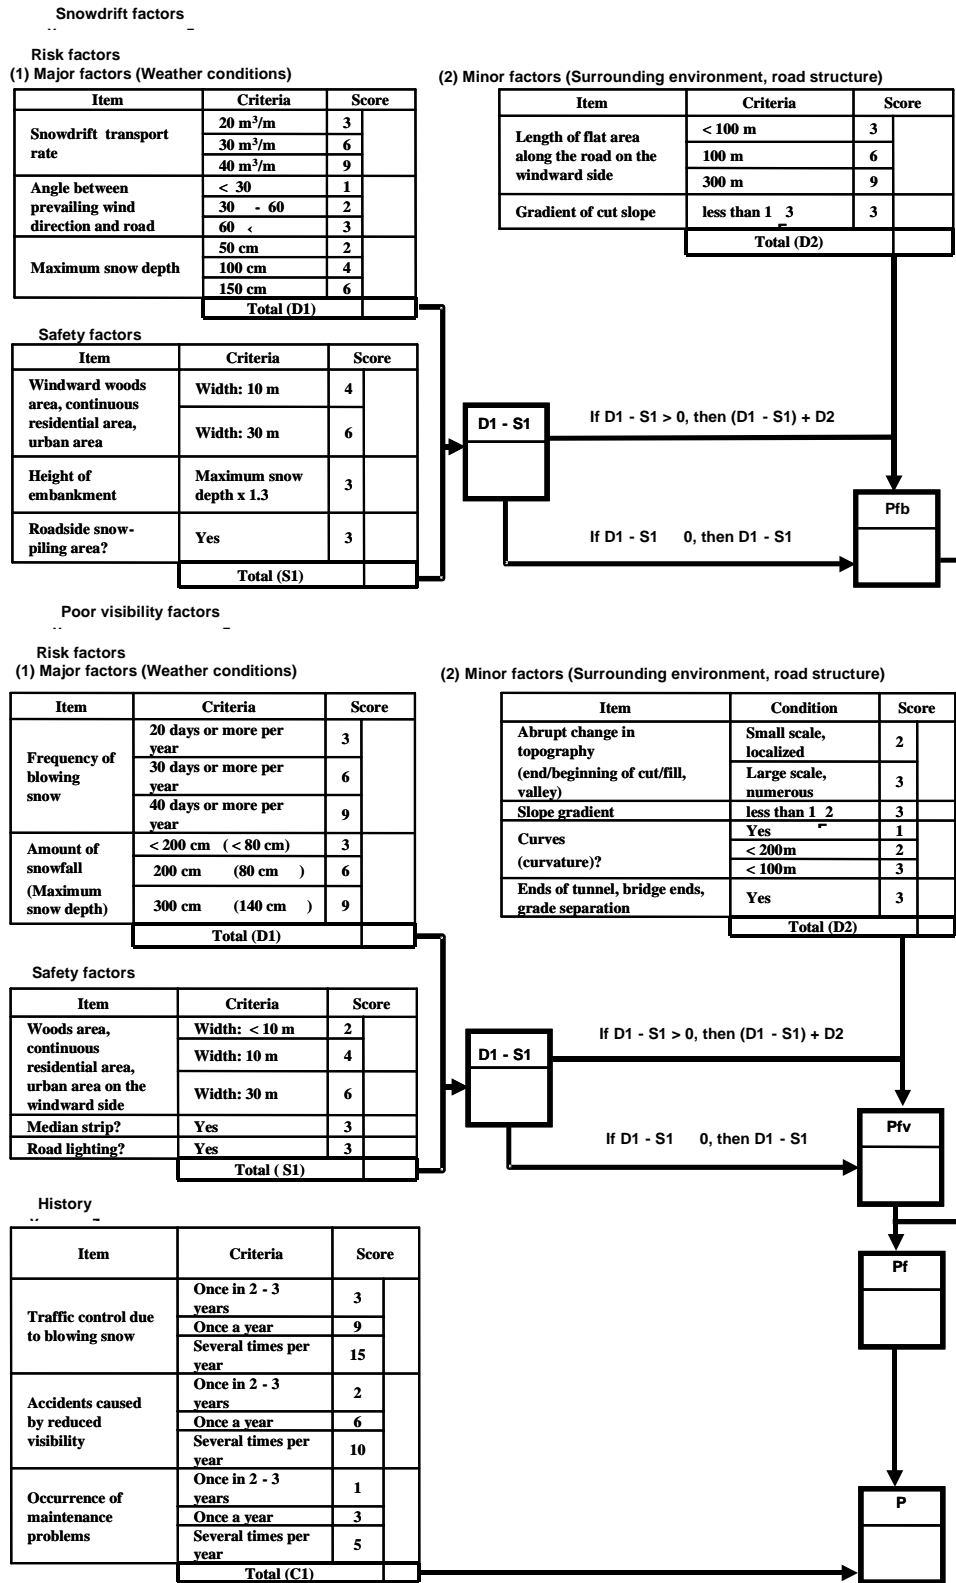 Snowdrift factors
Risk factors
(1) Major factors (Weather conditions)
Item Criteria Score
Snowdrift transport rate
20 m³/m 3
30 m³/m 6
40 m³/m 9
Angle between prevailing wind direction and road
< 30 1
30 - 60 2
60 < 3
Maximum snow depth
50 cm 2
100 cm 4
150 cm 6
Total (D1)
(2) Minor factors (Surrounding environment, road structure)
Item Criteria Score
Length of flat area along the road on the windward side
< 100 m 3
100 m 6
300 m 9
Gradient of cut slope less than 1 3 3
Total (D2)
Safety factors
Item Criteria Score
Windward woods area, continuous residential area, urban area
Width: 10 m 4
Width: 30 m 6
Height of embankment
Maximum snow depth x 1.3 3
Roadside snow-piling area?
Yes 3
Total (S1)
D1 - S1
If D1 - S1 > 0, then (D1 - S1) + D2
If D1 - S1 0, then D1 - S1
Pfb
Poor visibility factors
Risk factors
(1) Major factors (Weather conditions)
Item Criteria Score
Frequency of blowing snow
20 days or more per year 3
30 days or more per year 6
40 days or more per year 9
Amount of snowfall (Maximum snow depth)
< 200 cm ( < 80 cm) 3
200 cm (80 cm ) 6
300 cm (140 cm ) 9
Total (D1)
(2) Minor factors (Surrounding environment, road structure)
Item Condition Score
Abrupt change in topography (end/beginning of cut/fill, valley)
Small scale, localized 2
Large scale, numerous 3
Slope gradient less than 1 2 3
Curves (curvature)?
Yes 1
< 200m 2
< 100m 3
Ends of tunnel, bridge ends, grade separation
Yes 3
Total (D2)
Safety factors
Item Criteria Score
Woods area, continuous residential area, urban area on the windward side
Width: < 10 m 2
Width: 10 m 4
Width: 30 m 6
Median strip? Yes 3
Road lighting? Yes 3
Total ( S1)
D1 - S1
If D1 - S1 > 0, then (D1 - S1) + D2
If D1 - S1 0, then D1 - S1
Pfv
Pf
History
Item Criteria Score
Traffic control due to blowing snow
Once in 2 - 3 years 3
Once a year 9
Several times per year 15
Accidents caused by reduced visibility
Once in 2 - 3 years 2
Once a year 6
Several times per year 10
Occurrence of maintenance problems
Once in 2 - 3 years 1
Once a year 3
Several times per year 5
Total (C1)
P